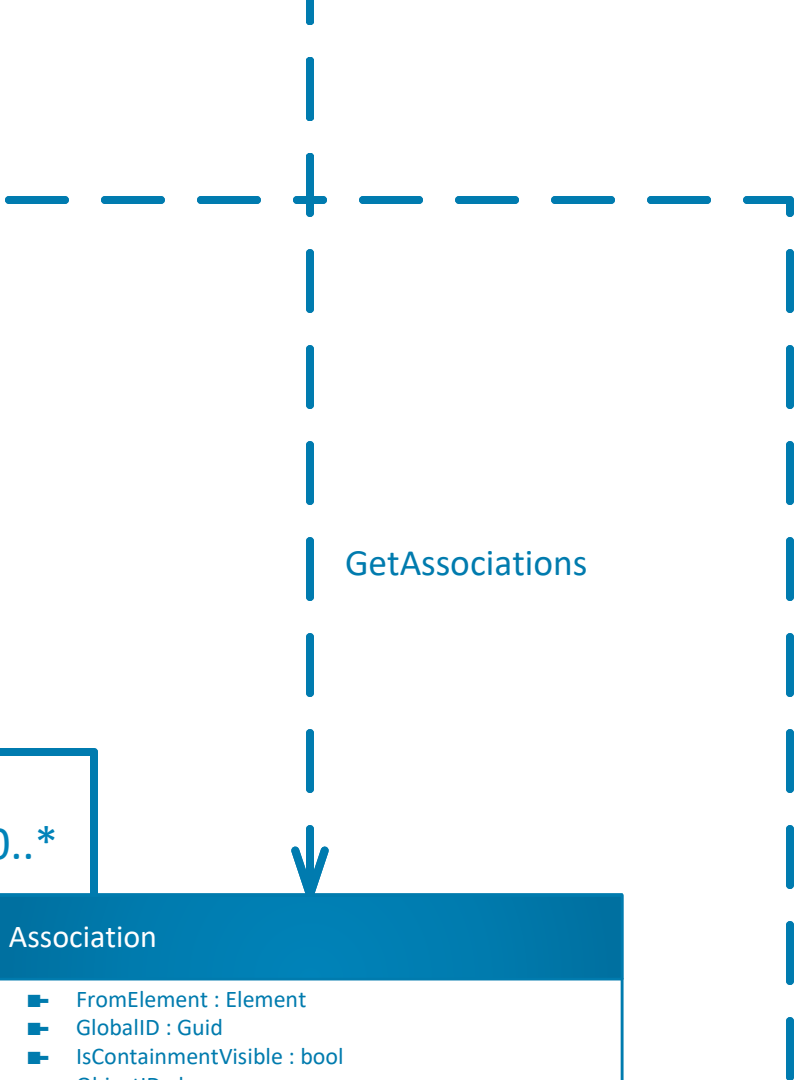 GetAssociations
0..*
Association
FromElement : Element
GlobalID : Guid
IsContainmentVisible : bool